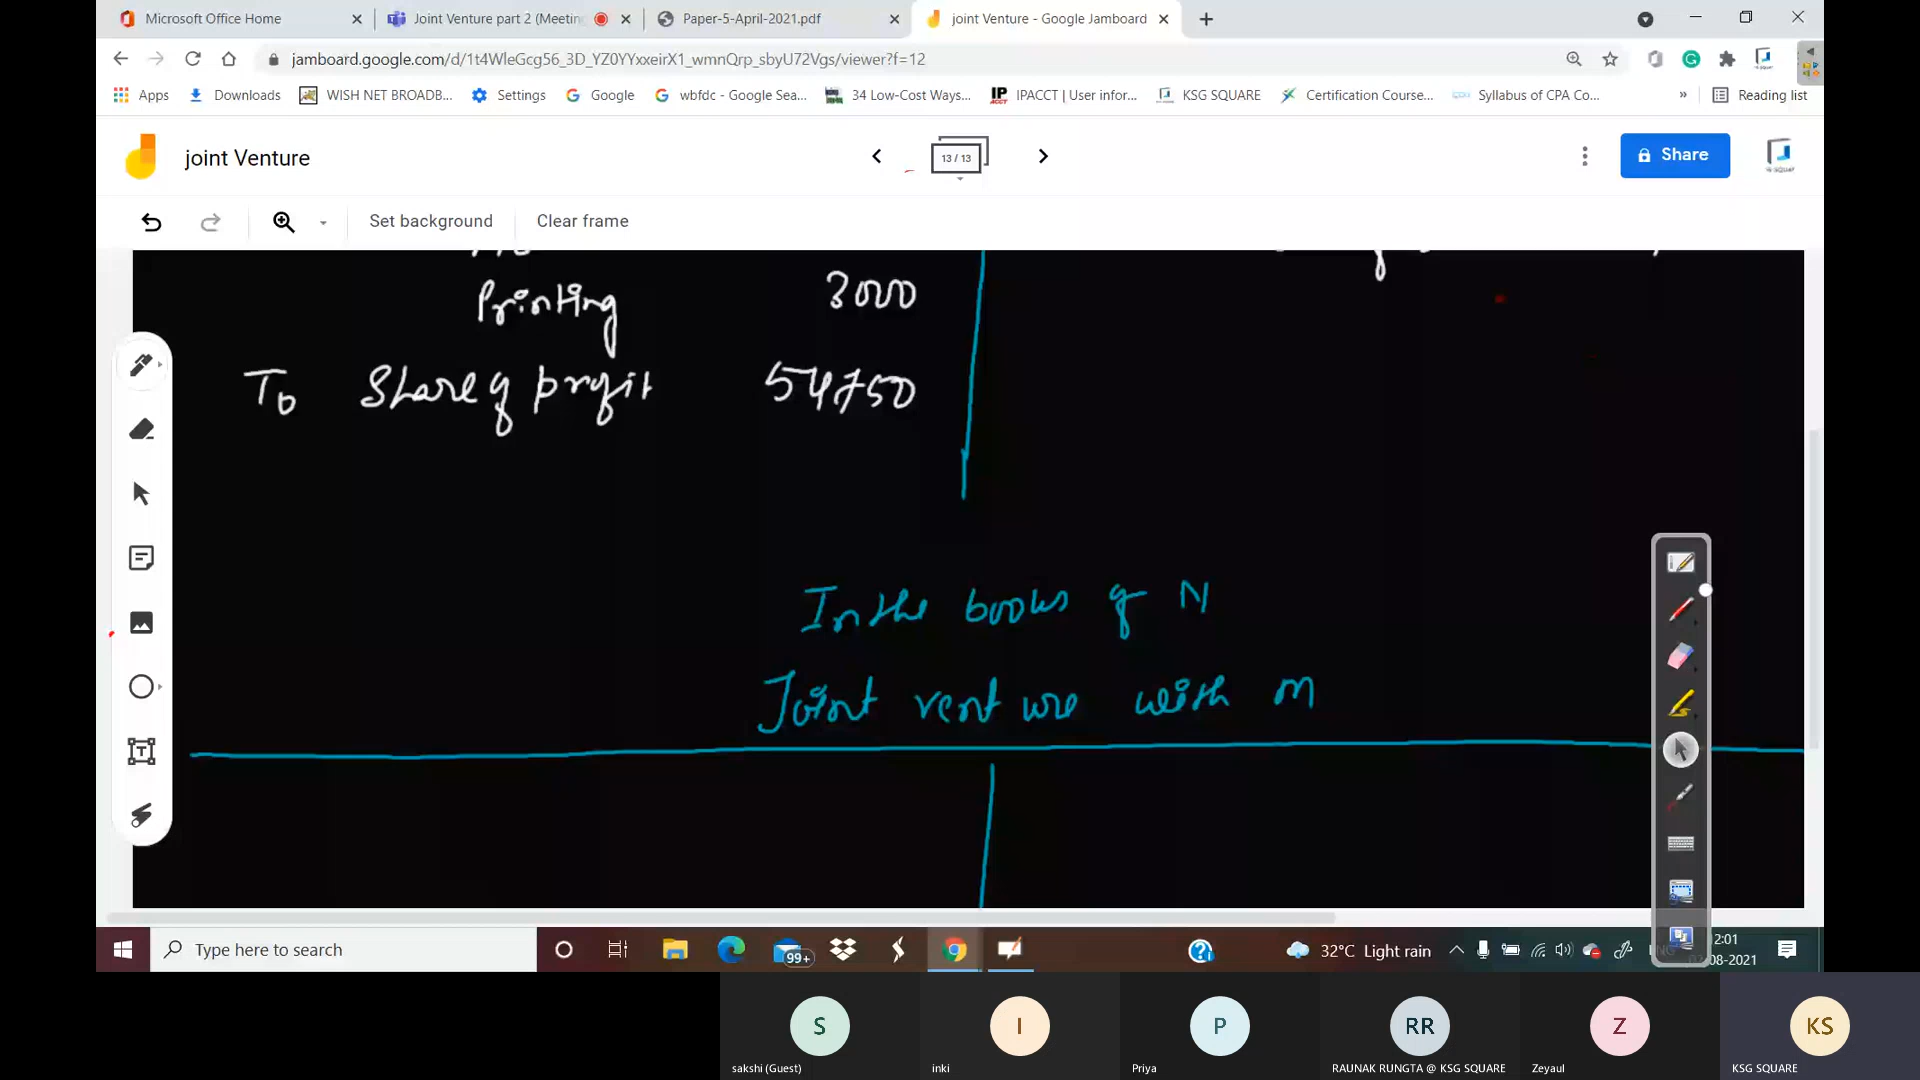 Microsoft Office Home
Joint Venture part 2 (Meetin
Paper-5-April-2021.pdf
joint Venture - Google Jamboard
jamboard.google.com/d/1t4WleGcg56_3D_YZ0YYxxeirX1_wmnQrp_sbyU72Vgs/viewer?f=12
Apps
Downloads
WISH NET BROADB...
Settings
Google
wbfdc - Google Sea...
34 Low-Cost Ways...
IP
ACCT
IPACCT | User infor...
KSG SQUARE
Certification Course...
Syllabus of CPA Co...
»
Reading list
joint Venture
13 / 13
Share
Set background
Clear frame
Printing 3000
To Share of profit 54750
In the books of N
Joint venture with M
Type here to search
99+
32°C Light rain
12:01
-08-2021
S
I
P
RR
Z
KS
sakshi (Guest)
inki
Priya
RAUNAK RUNGTA @ KSG SQUARE
Zeyaul
KSG SQUARE